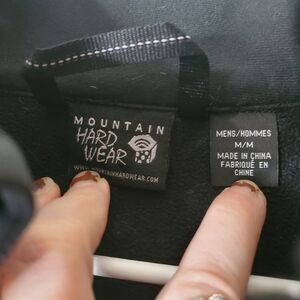 MOUNTAIN
HARD
WEAR
WWW.MOUNTAINHARDWEAR.COM
MENS/HOMMES
M/M
MADE IN CHINA
FABRIQUÉ EN
CHINE